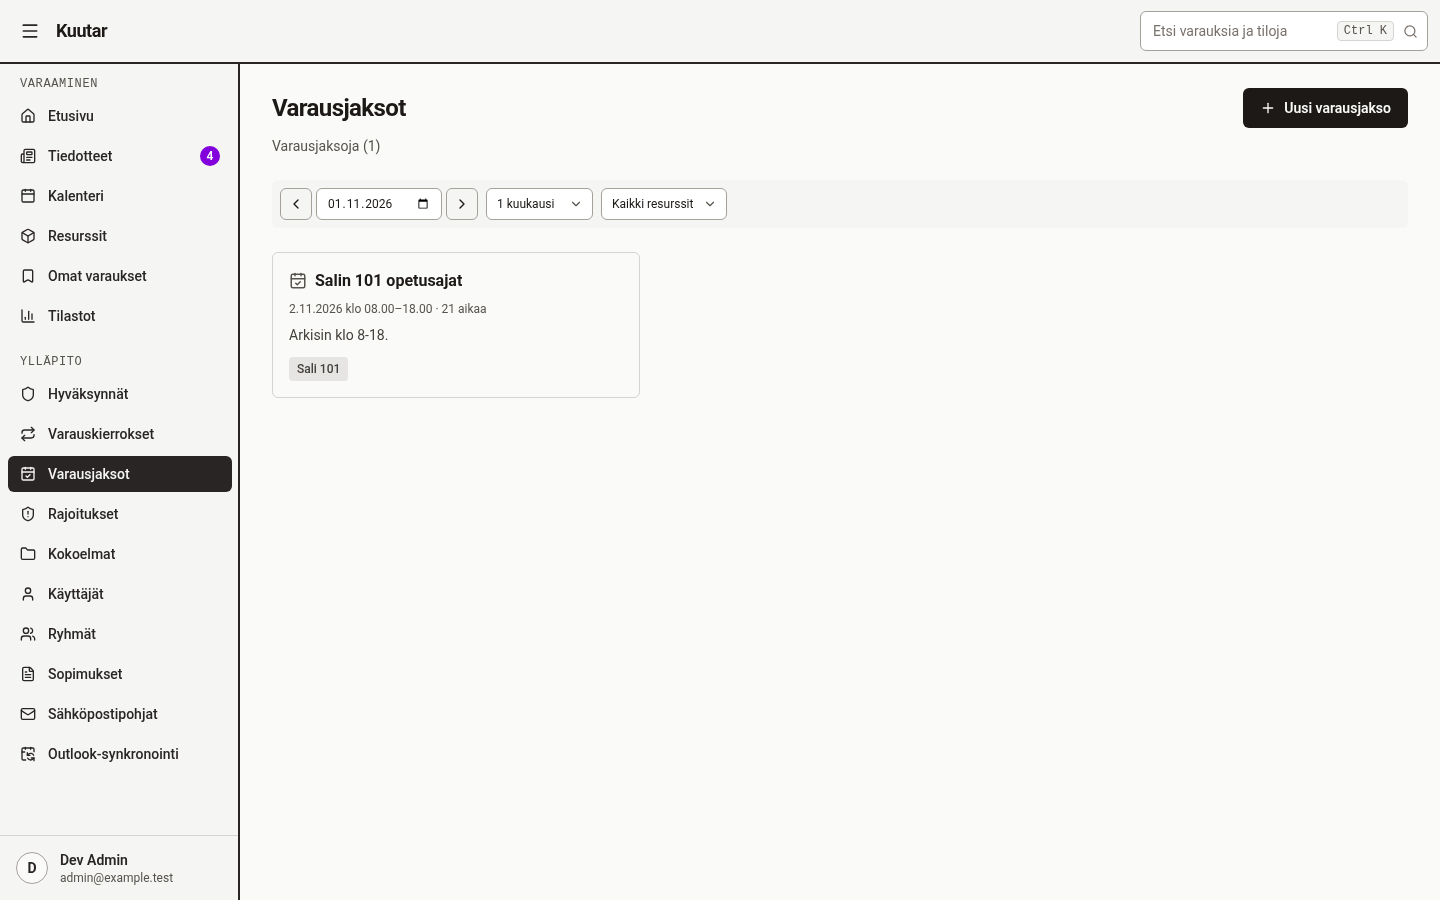 Kuutar
Etsi varauksia ja tiloja
Ctrl K
VARAAMINEN
Etusivu
Tiedotteet
4
Kalenteri
Resurssit
Omat varaukset
Tilastot
YLLÄPITO
Hyväksynnät
Varauskierrokset
Varausjaksot
Rajoitukset
Kokoelmat
Käyttäjät
Ryhmät
Sopimukset
Sähköpostipohjat
Outlook-synkronointi
D
Dev Admin
admin@example.test
Varausjaksot
Uusi varausjakso
Varausjaksoja (1)
01.11.2026
1 kuukausi
Kaikki resurssit
Salin 101 opetusajat
2.11.2026 klo 08.00–18.00 · 21 aikaa
Arkisin klo 8-18.
Sali 101